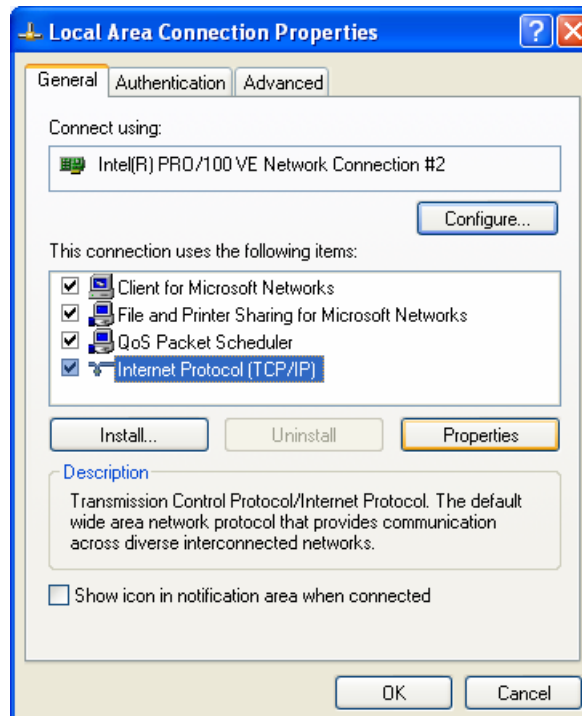 Local Area Connection Properties
General Authentication Advanced
Connect using:
Intel(R) PRO/100 VE Network Connection #2
Configure...
This connection uses the following items:
Client for Microsoft Networks
File and Printer Sharing for Microsoft Networks
QoS Packet Scheduler
Internet Protocol (TCP/IP)
Install... Uninstall Properties
Description
Transmission Control Protocol/Internet Protocol. The default
wide area network protocol that provides communication
across diverse interconnected networks.
Show icon in notification area when connected
OK Cancel